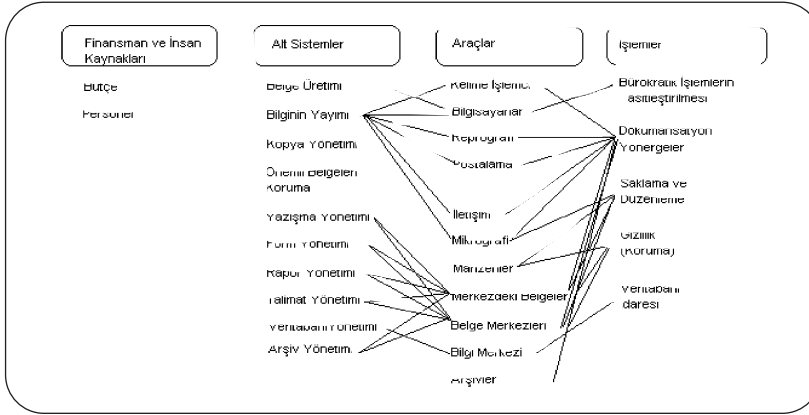 Finansman ve İnsan
Kaynakları
Bütçe
Personel
Alt Sistemler
Belge Üretimi
Bilginin Yayımı
Kopya Yönetimi
Önemli Belgeleri
Koruma
Yazışma Yönetimi
Form Yönetimi
Rapor Yönetimi
Talimat Yönetimi
Veritabanı Yönetimi
Arşiv Yönetimi
Araçlar
Kelime İşlemci
Bilgisayarlar
Reprografi
Postalama
İletişim
Mikrografi
Manzenler
Merkezdeki Belgeler
Belge Merkezleri
Bilgi Merkezi
Arşivler
İşlemler
Bürokratik İşlemlerin
asitleştirilmesi
Dokümansatyon
Yönergeler
Saklama ve
Düzenleme
Gizlilik
(Koruma)
Veritabanı
daresi